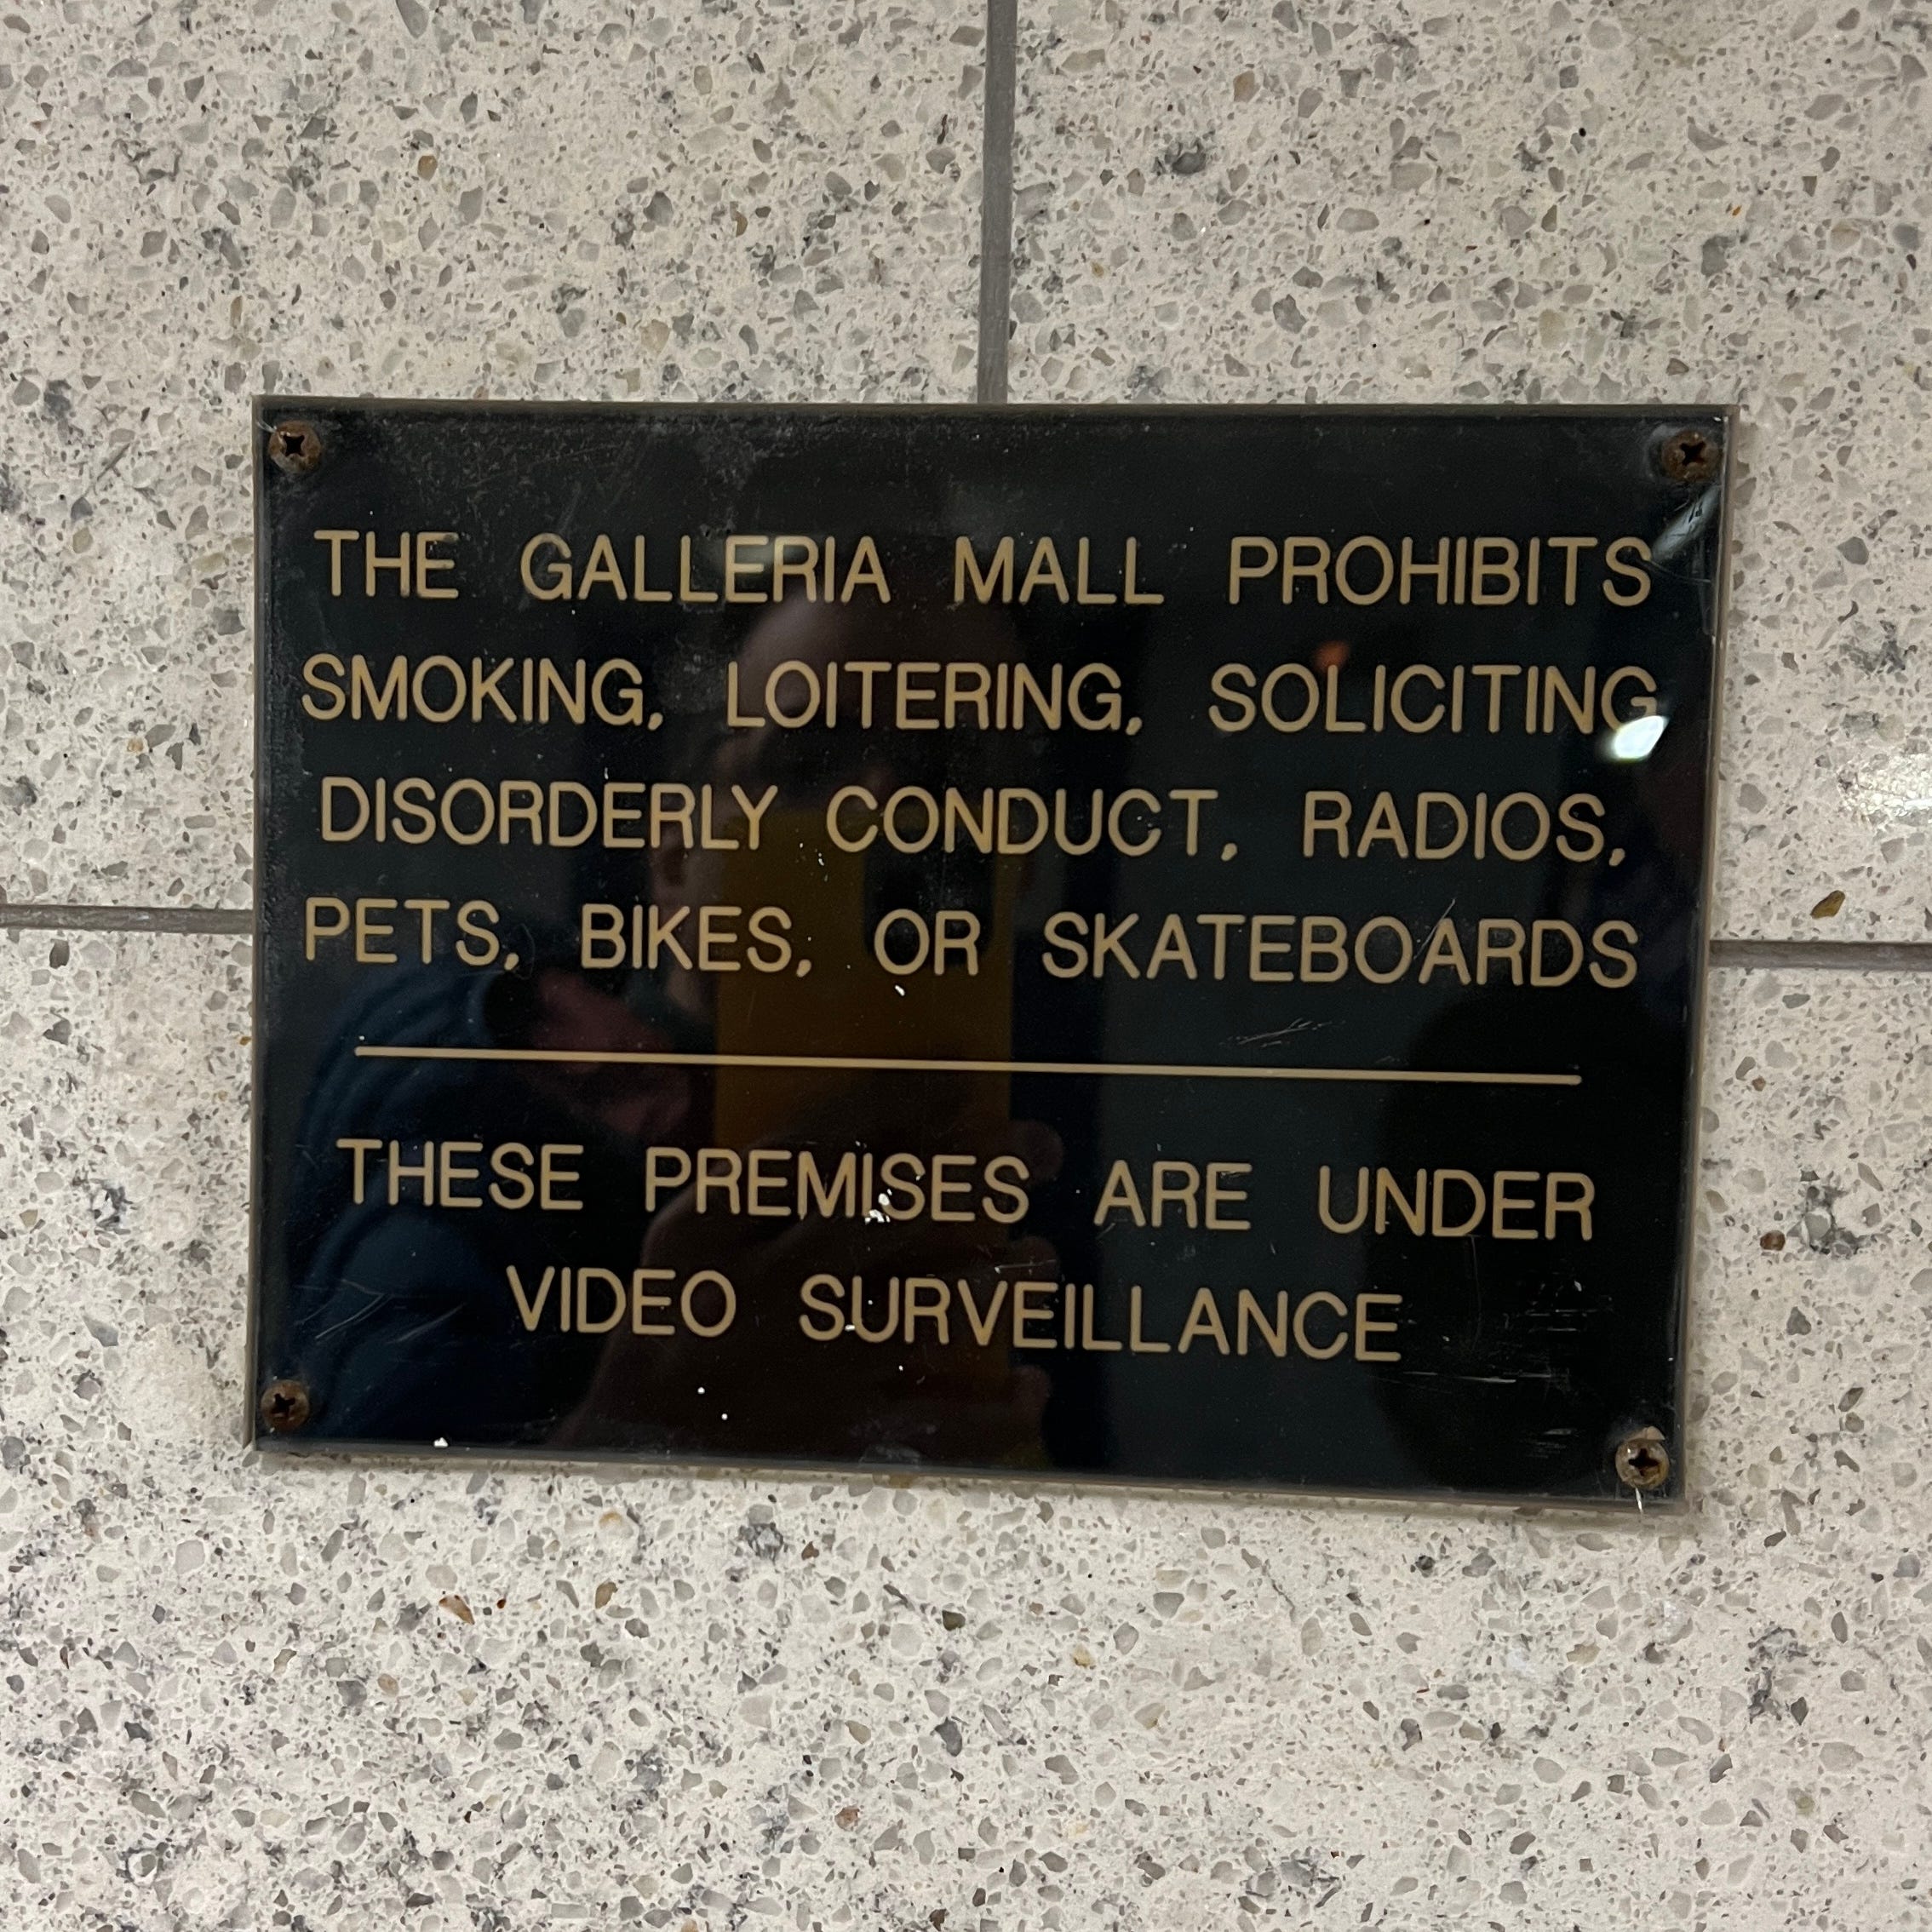 THE GALLERIA MALL PROHIBITS
SMOKING, LOITERING, SOLICITING
DISORDERLY CONDUCT, RADIOS,
PETS, BIKES, OR SKATEBOARDS
THESE PREMISES ARE UNDER
VIDEO SURVEILLANCE